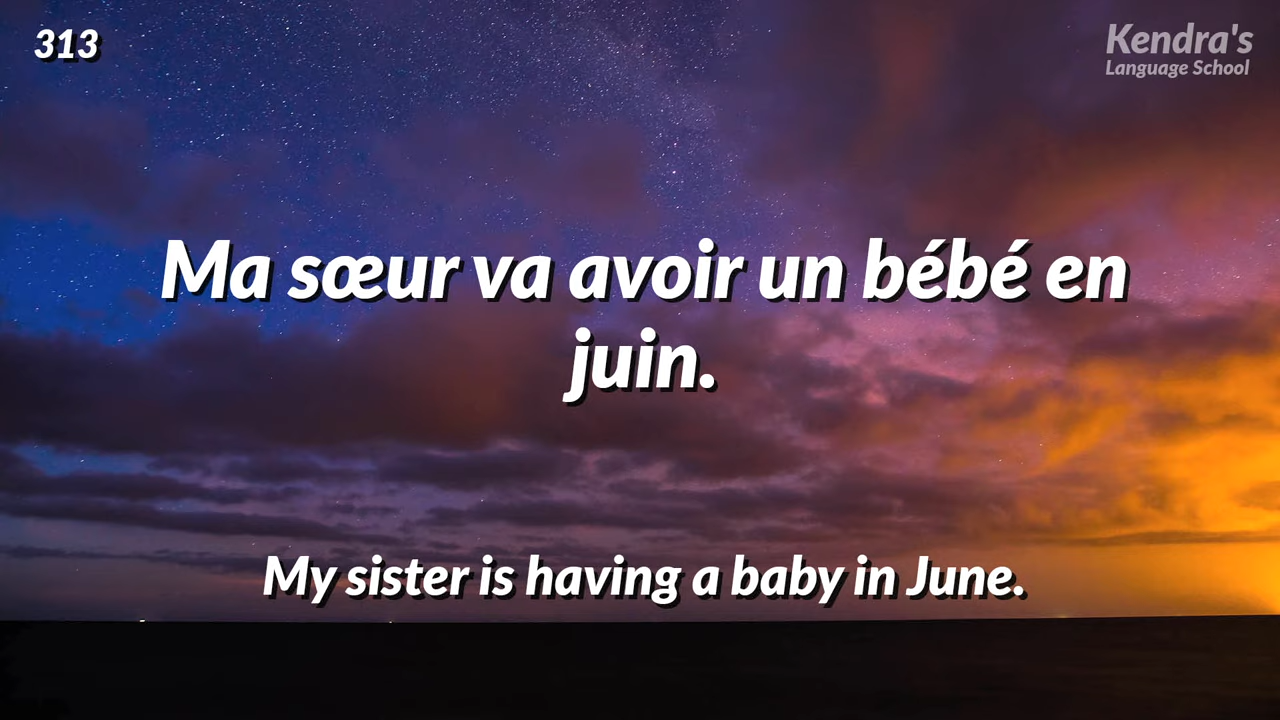 313
Kendra's
Language School
Ma sœur va avoir un bébé en
juin.
My sister is having a baby in June.